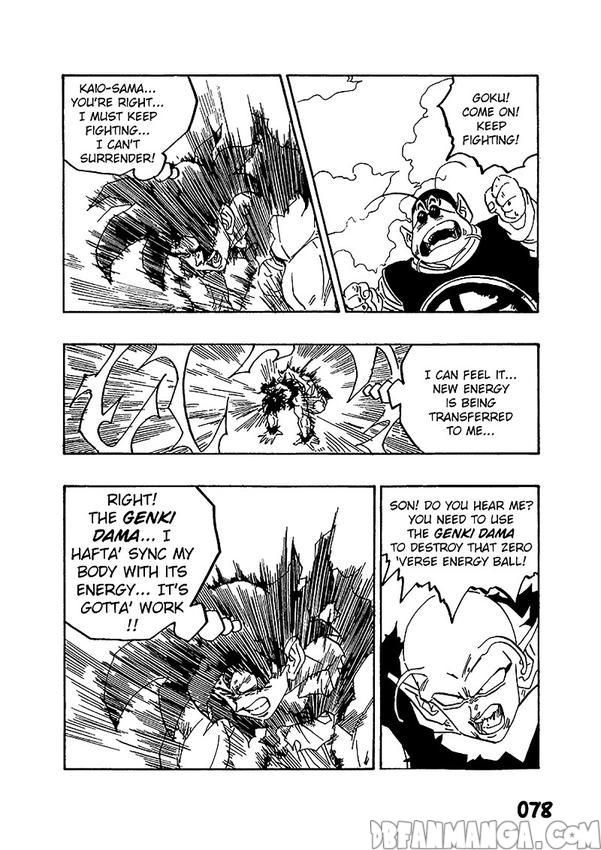 GOKU!
COME ON!
KEEP
FIGHTING!
KAIO-SAMA...
YOU'RE RIGHT...
I MUST KEEP
FIGHTING...
I CAN'T
SURRENDER!
I CAN FEEL IT...
NEW ENERGY
IS BEING
TRANSFERRED
TO ME...
SON! DO YOU HEAR ME?
YOU NEED TO USE
THE GENKI DAMA
TO DESTROY THAT ZERO
VERSE ENERGY BALL!
RIGHT!
THE GENKI
DAMA... I
HAFTA' SYNC MY
BODY WITH ITS
ENERGY... IT'S
GOTTA' WORK
!!
078
DBFANMANGA.COM